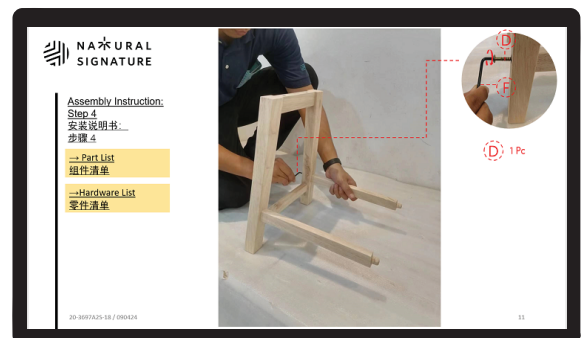 NATURAL
SIGNATURE
Assembly Instruction:
Step 4
安装说明书:
步骤 4
→ Part List
组件清单
→Hardware List
零件清单
D
F
D 1 Pc
20-3697A25-18 / 090424
11